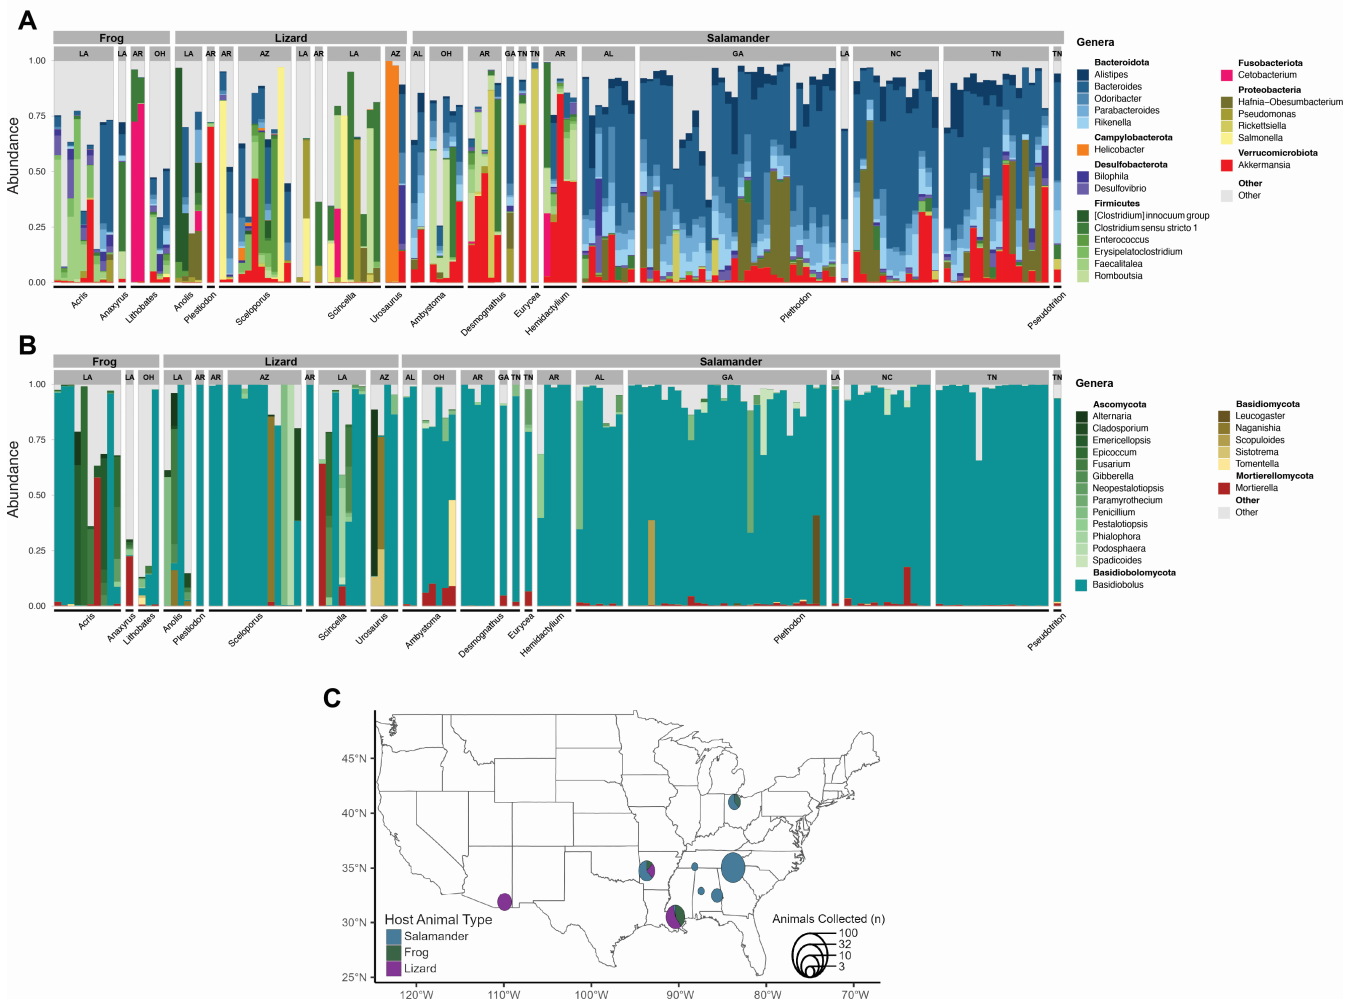 A
Frog Lizard Salamander
LA LA AR OH LA AR AR AZ LA AR LA AZ AL OH AR GA TN TN AR AL GA LA NC TN TN
Abundance
1.00
0.75
0.50
0.25
0.00
Acris Anaxyrus Lithobates Anolis Plestiodon Sceloporus Scincella Urosaurus Ambystoma Desmognathus Eurycea Hemidactylium Plethodon Pseudotriton
Genera
Bacteroidota
Alistipes
Bacteroides
Odoribacter
Parabacteroides
Rikenella
Campylobacterota
Helicobacter
Desulfobacterota
Bilophila
Desulfovibrio
Firmicutes
[Clostridium] innocuum group
Clostridium sensu stricto 1
Enterococcus
Erysipelatoclostridium
Faecalitalea
Romboutsia
Fusobacteriota
Cetobacterium
Proteobacteria
Hafnia–Obesumbacterium
Pseudomonas
Rickettsiella
Salmonella
Verrucomicrobiota
Akkermansia
Other
Other
B
Frog Lizard Salamander
LA LA OH LA AR AR AZ AR LA AZ AL OH AR GA TN TN AR AL GA LA NC TN TN
Abundance
1.00
0.75
0.50
0.25
0.00
Acris Anaxyrus Lithobates Anolis Plestiodon Sceloporus Scincella Urosaurus Ambystoma Desmognathus Eurycea Hemidactylium Plethodon Pseudotriton
Genera
Ascomycota
Alternaria
Cladosporium
Emericellopsis
Epicoccum
Fusarium
Gibberella
Neopestalotiopsis
Paramyrothecium
Penicillium
Pestalotiopsis
Phialophora
Podosphaera
Spadicoides
Basidiobolomycota
Basidiobolus
Basidiomycota
Leucogaster
Naganishia
Scopuloides
Sistotrema
Tomentella
Mortierellomycota
Mortierella
Other
Other
C
45°N
40°N
35°N
30°N
25°N
120°W 110°W 100°W 90°W 80°W 70°W
Host Animal Type
Salamander
Frog
Lizard
Animals Collected (n)
100
32
10
3